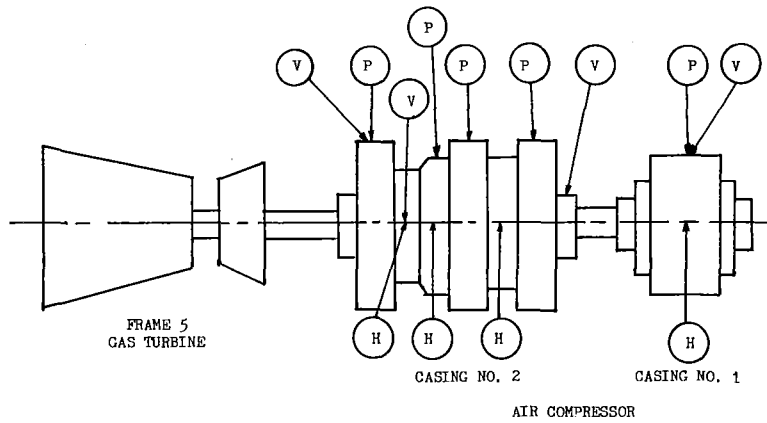 P
V
P
V
P
P
V
P
V
FRAME 5
GAS TURBINE
H
H
H
H
CASING NO. 2
CASING NO. 1
AIR COMPRESSOR